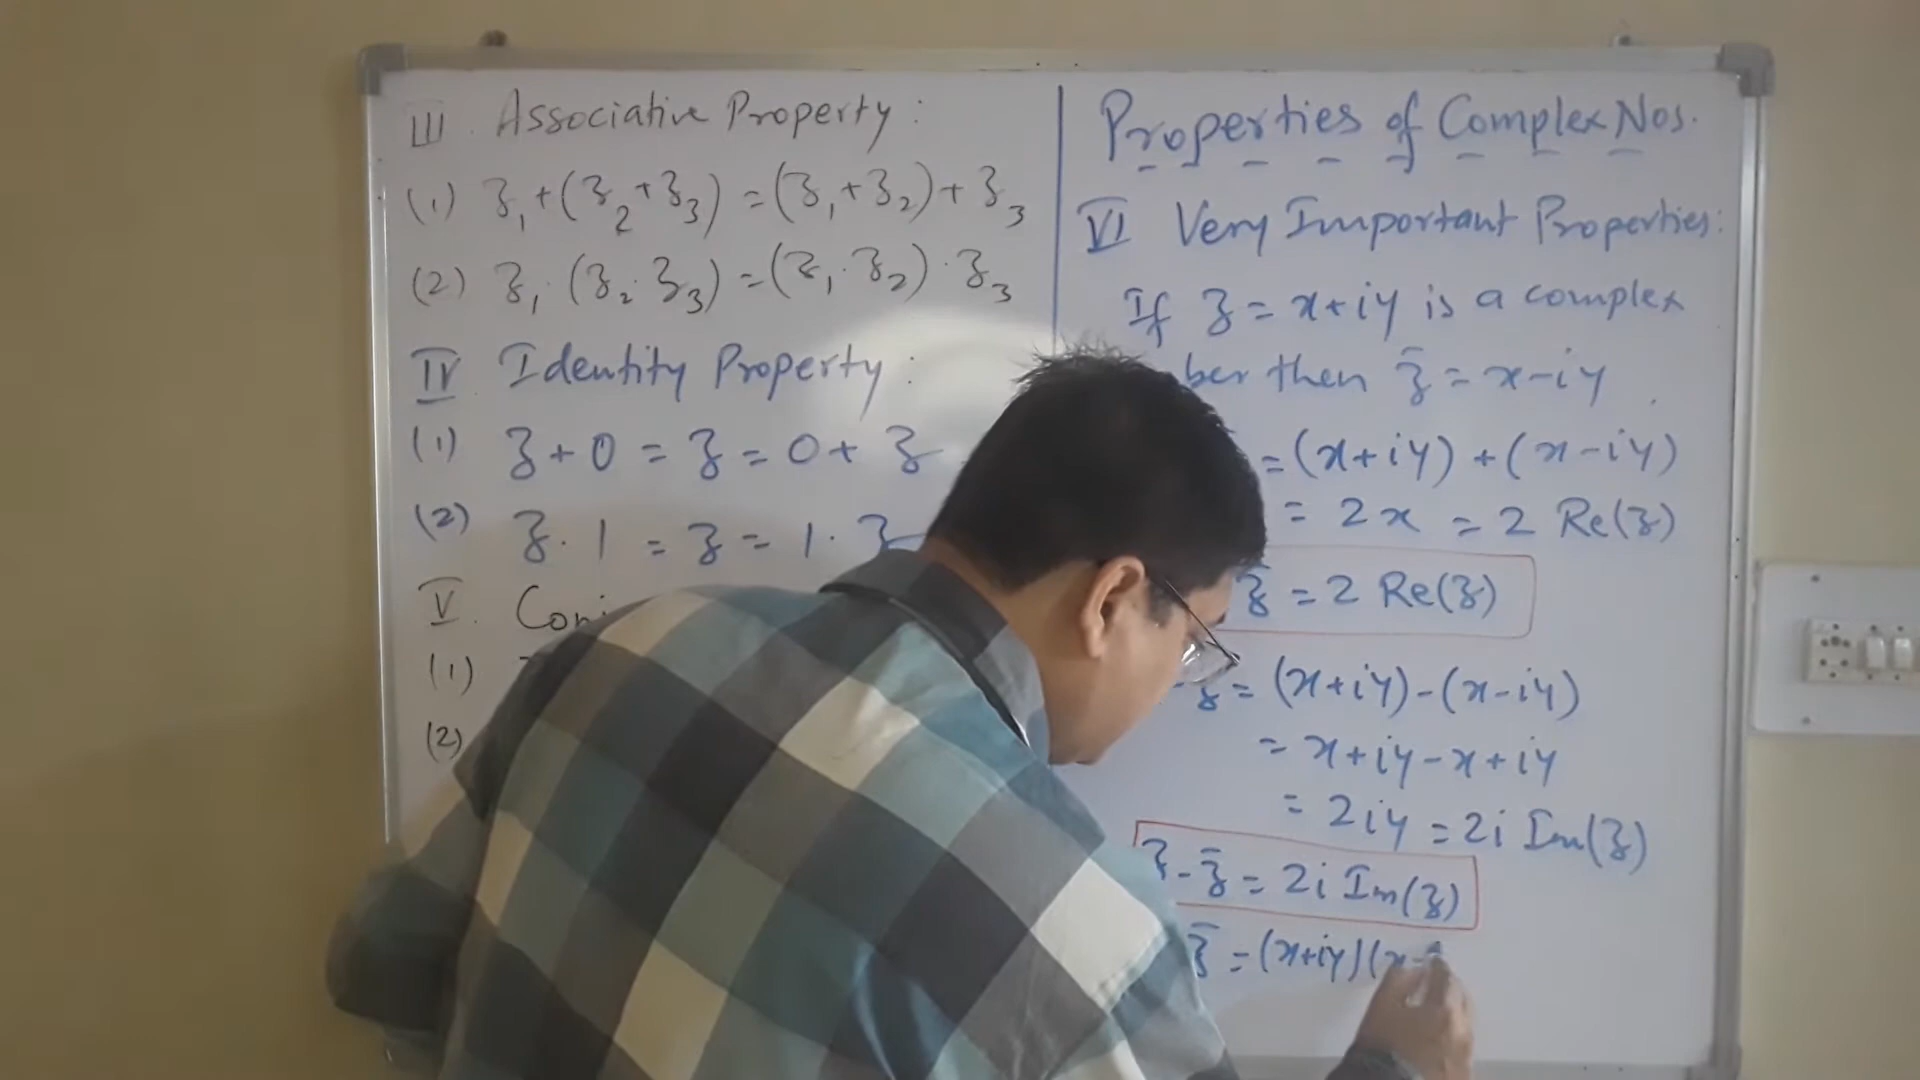 III. Associative Property:
(1) z₁+(z₂+z₃) = (z₁+z₂)+z₃
(2) z₁·(z₂·z₃) = (z₁·z₂)·z₃
IV Identity Property:
(1) z+0 = z = 0+z
(2) z·1 = z = 1·z
V.
(1)
(2)
Properties of Complex Nos.
VI Very Important Properties:
If z = x+iy is a complex
ber then z̄ = x-iy
= (x+iy)+(x-iy)
= 2x = 2 Re(z)
z̄ = 2 Re(z)
- z̄ = (x+iy)-(x-iy)
= x+iy-x+iy
= 2iy = 2i Im(z)
z-z̄ = 2i Im(z)
z̄ = (x+iy)(x-